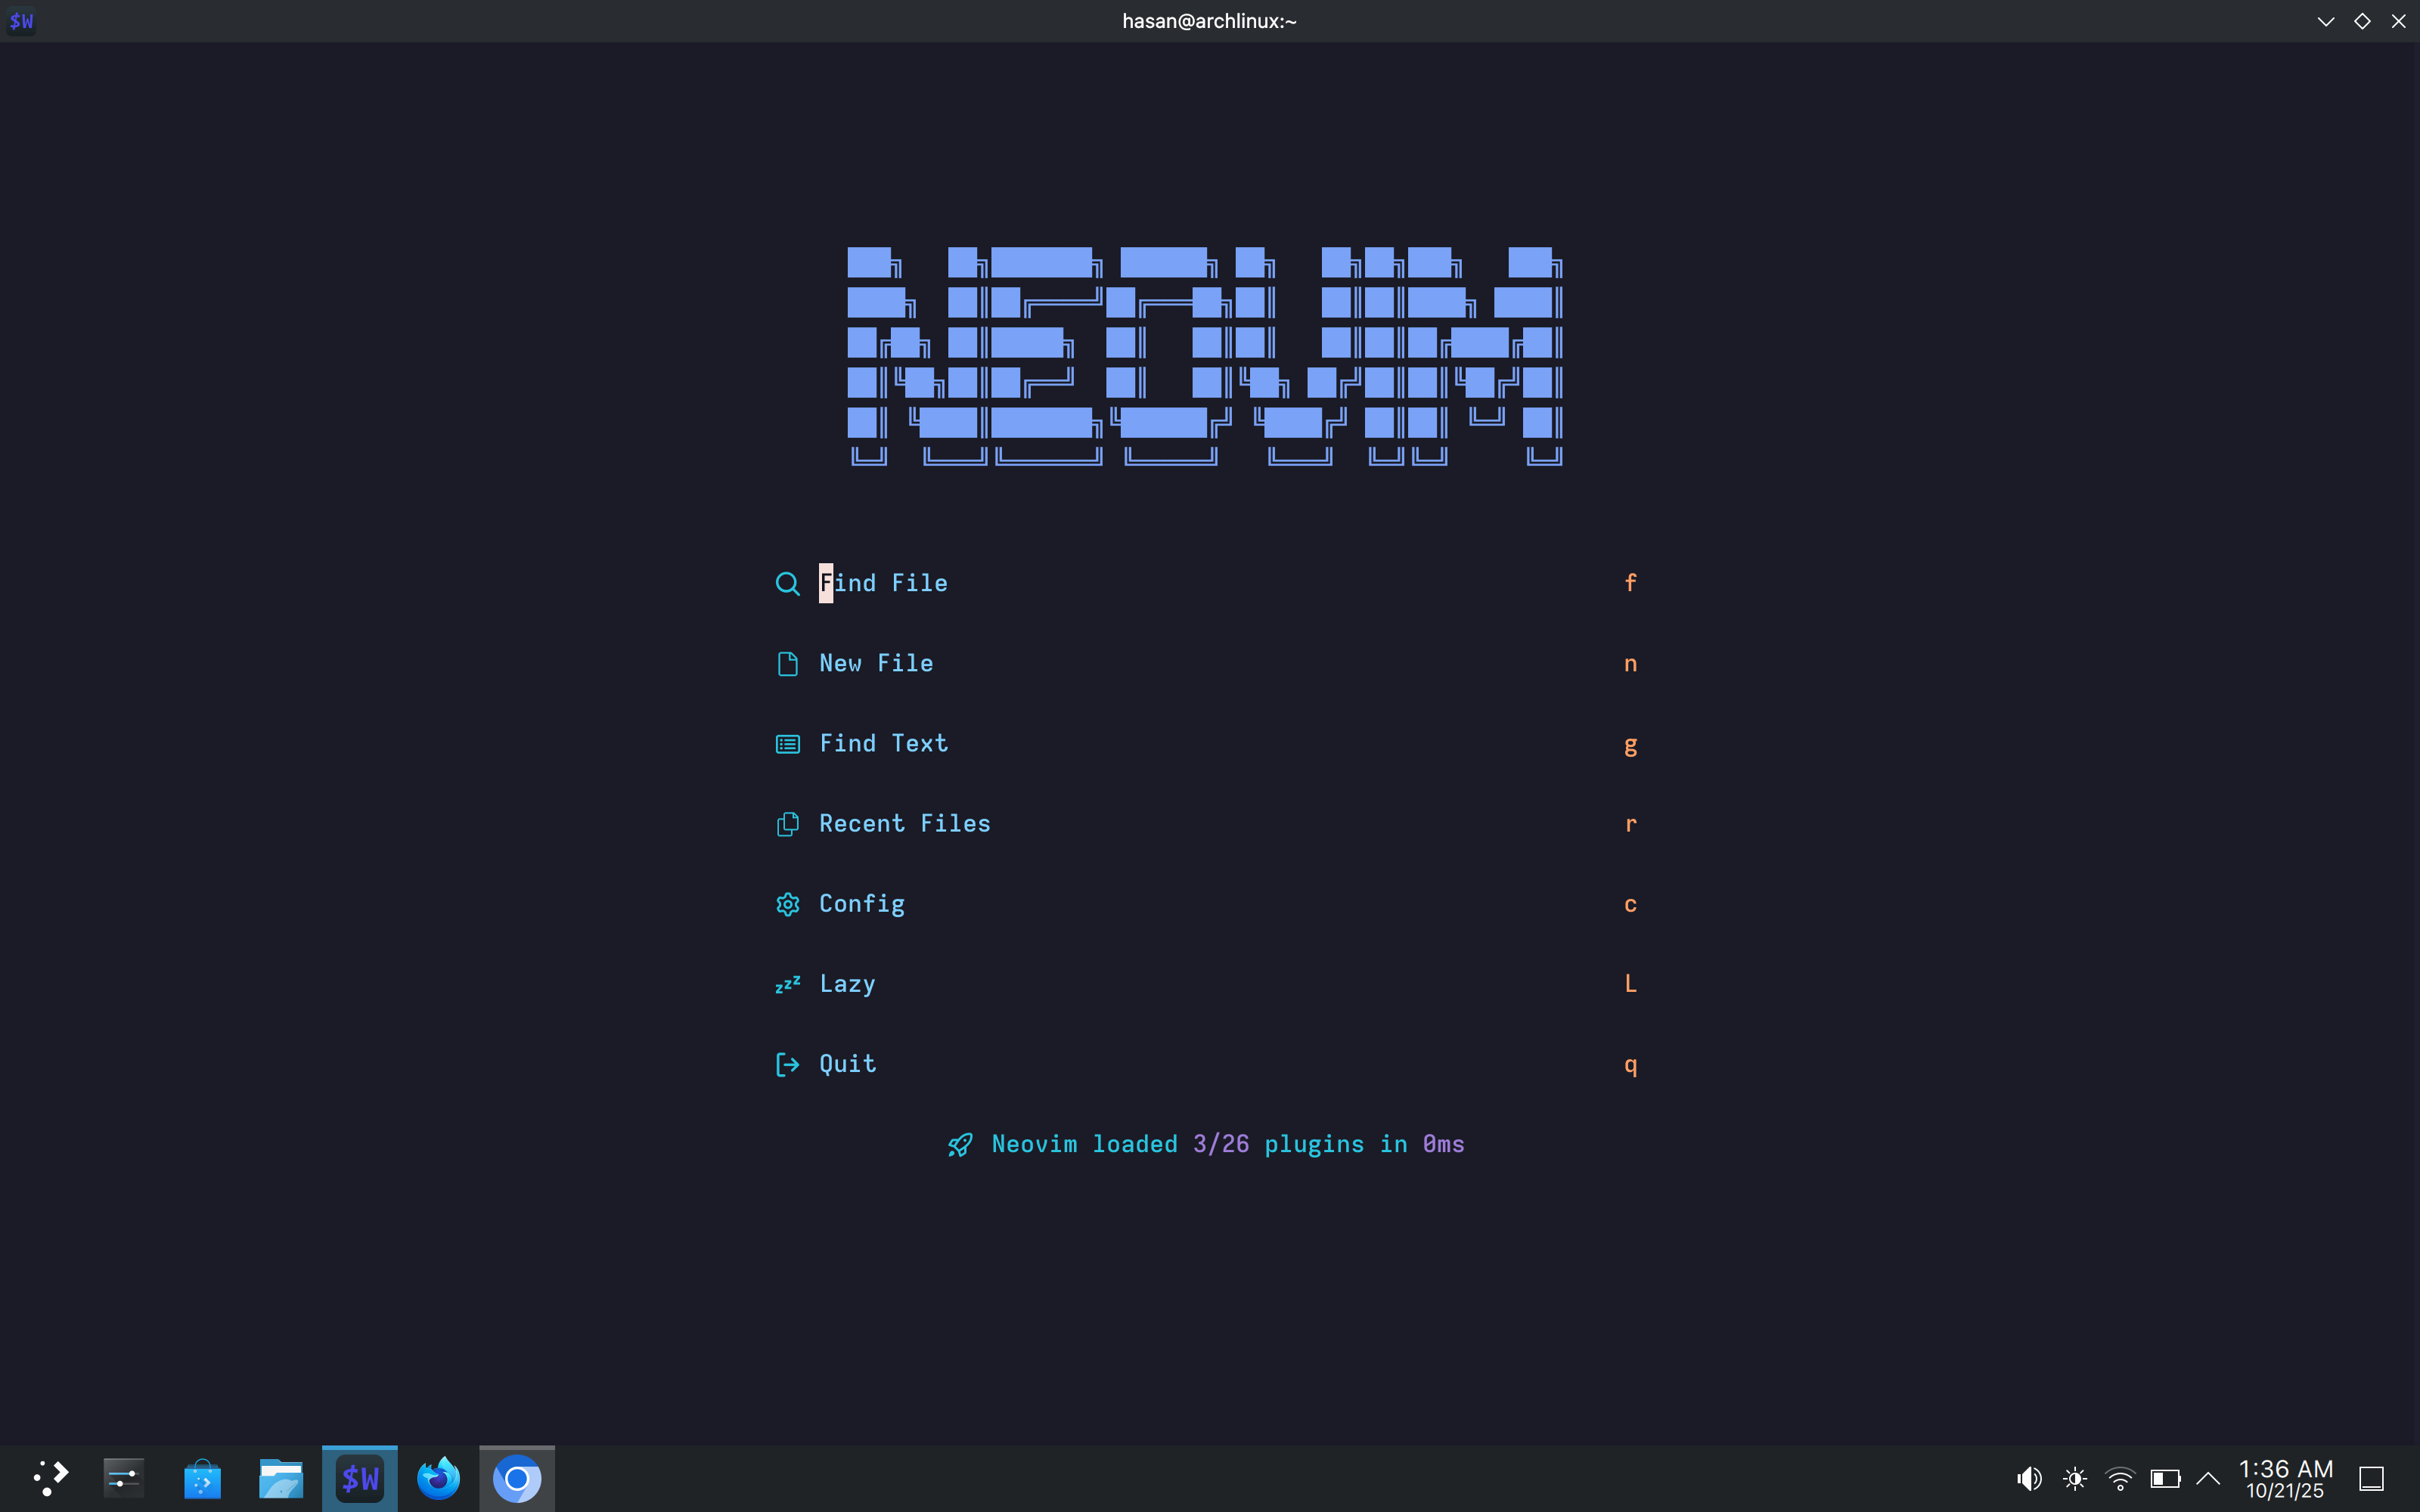 $W
hasan@archlinux:~
NEOVIM
Find File f
New File n
Find Text g
Recent Files r
Config c
zzz Lazy L
Quit q
Neovim loaded 3/26 plugins in 0ms
$W
1:36 AM
10/21/25